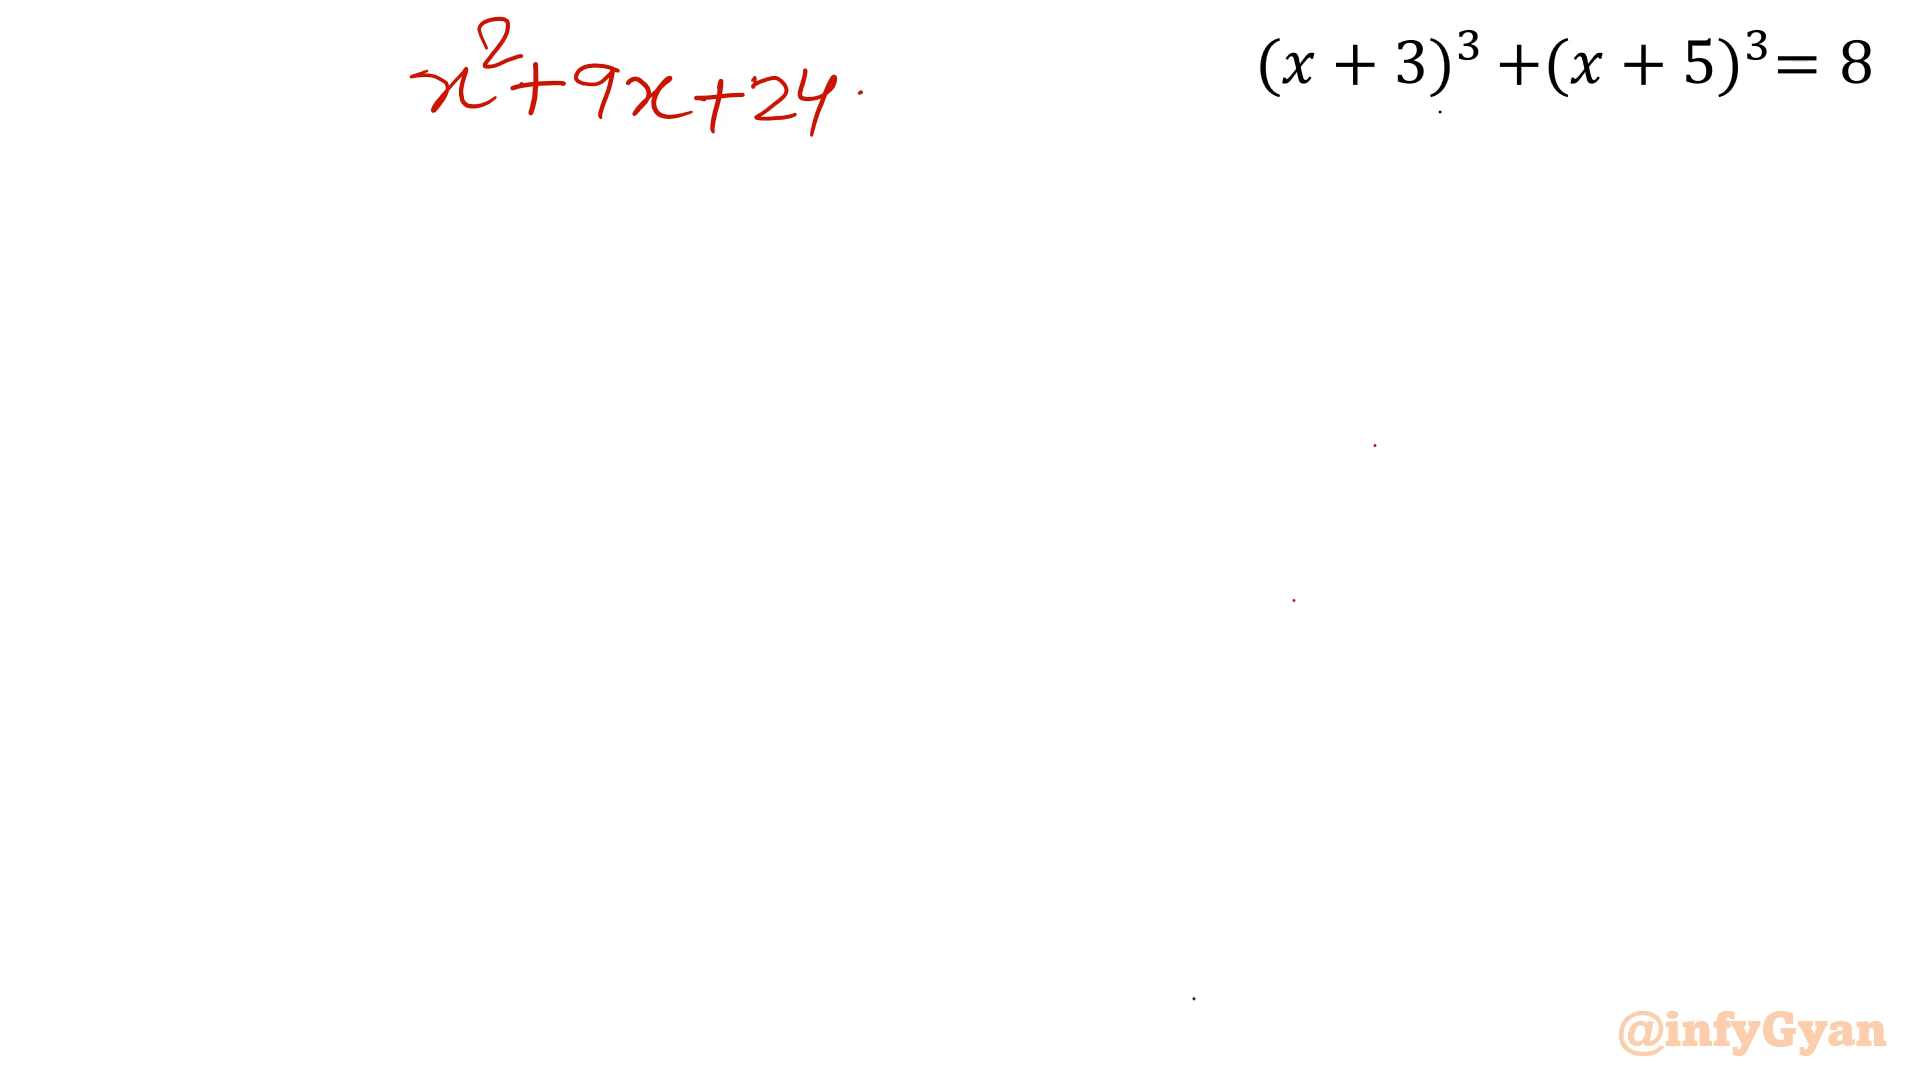 x²+9x+24
(x + 3)³ +(x + 5)³= 8
@infyGyan